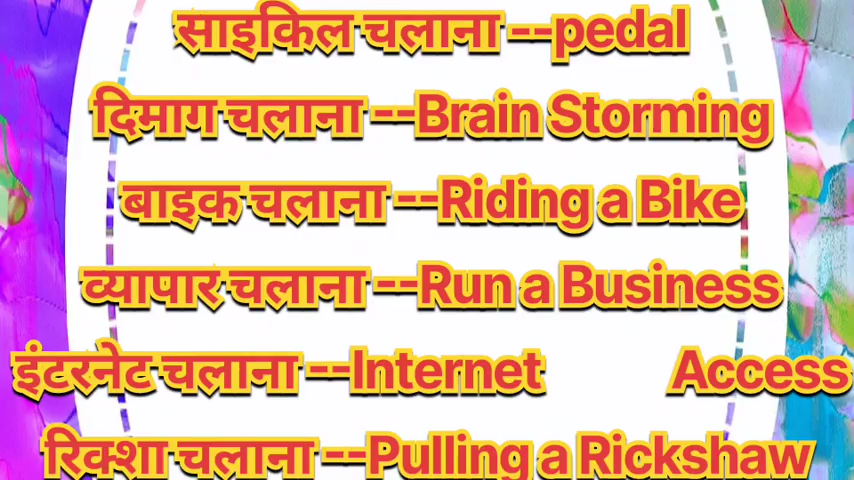 साइकिल चलाना --pedal
दिमाग चलाना --Brain Storming
बाइक चलाना --Riding a Bike
व्यापार चलाना --Run a Business
इंटरनेट चलाना --Internet Access
रिक्शा चलाना --Pulling a Rickshaw